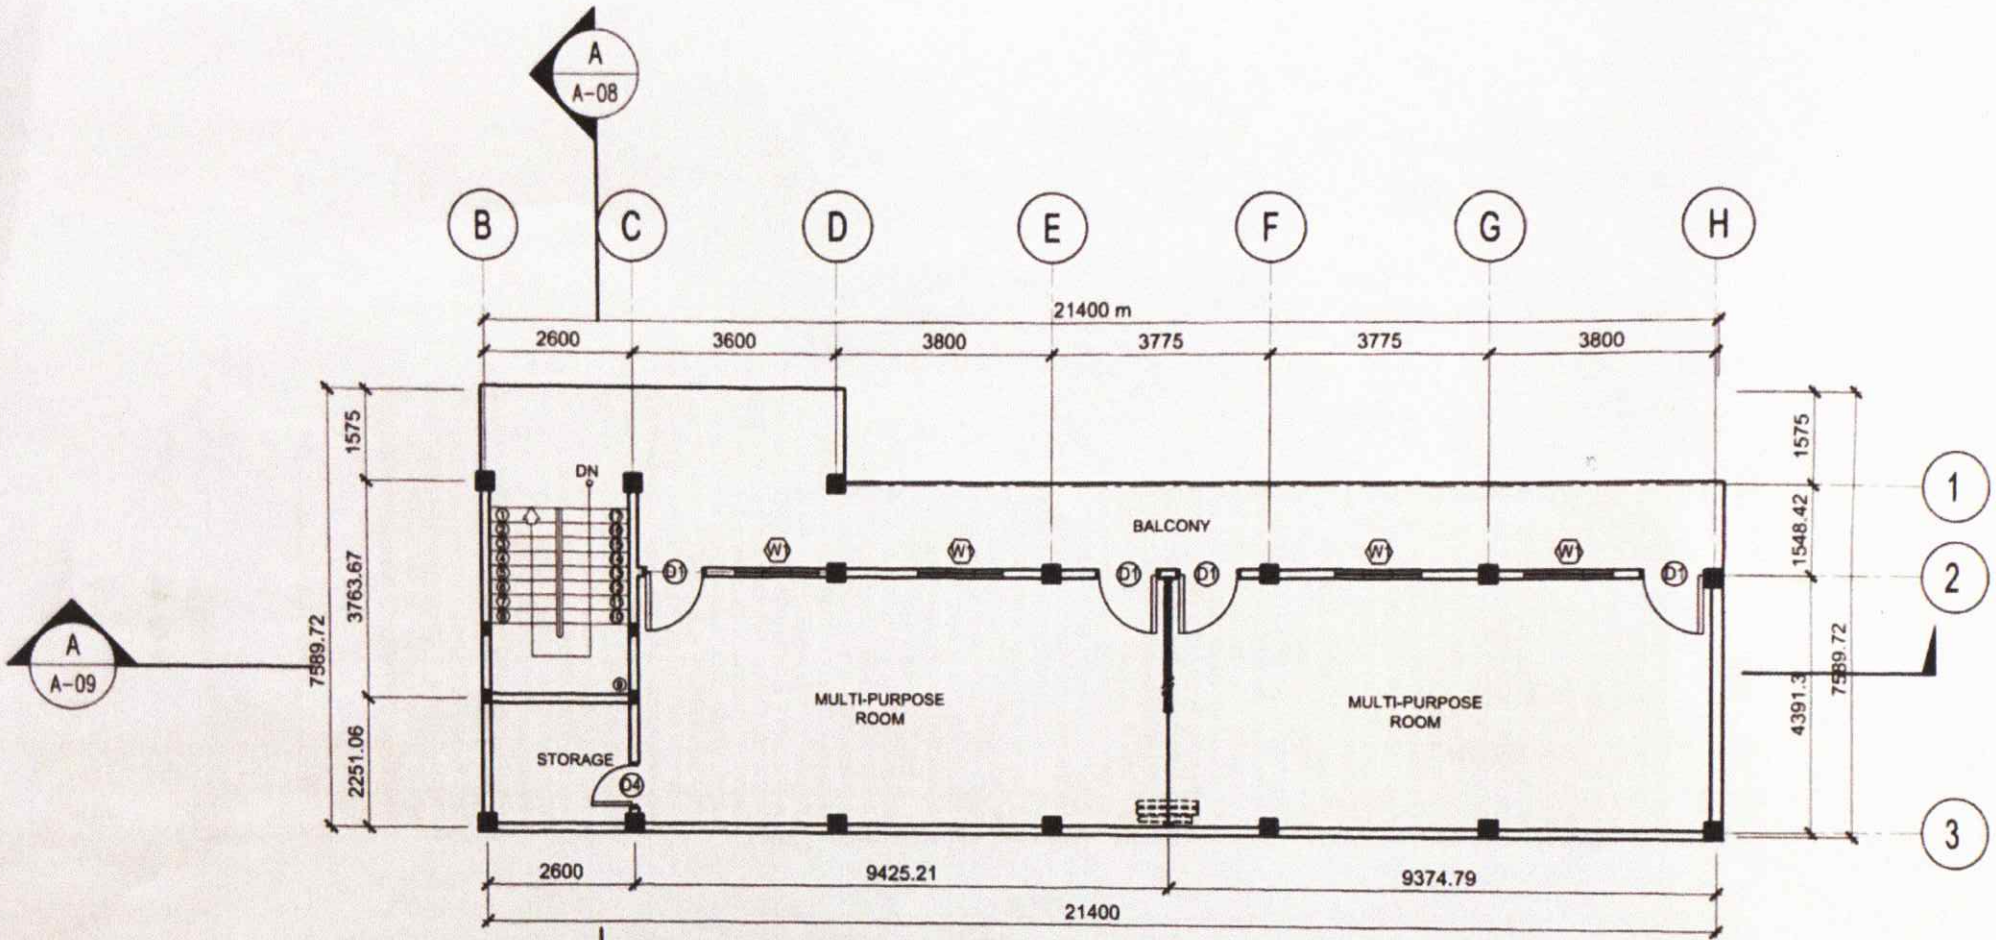 A
A-08
B
C
D
E
F
G
H
21400 m
2600
3600
3800
3775
3775
3800
1575
1575
DN
1
BALCONY
1548.42
W1
W1
W1
W1
D1
D1
D1
D1
2
3763.67
7589.72
A
A-09
7589.72
4391.3
MULTI-PURPOSE
ROOM
MULTI-PURPOSE
ROOM
2251.06
STORAGE
D4
3
2600
9425.21
9374.79
21400